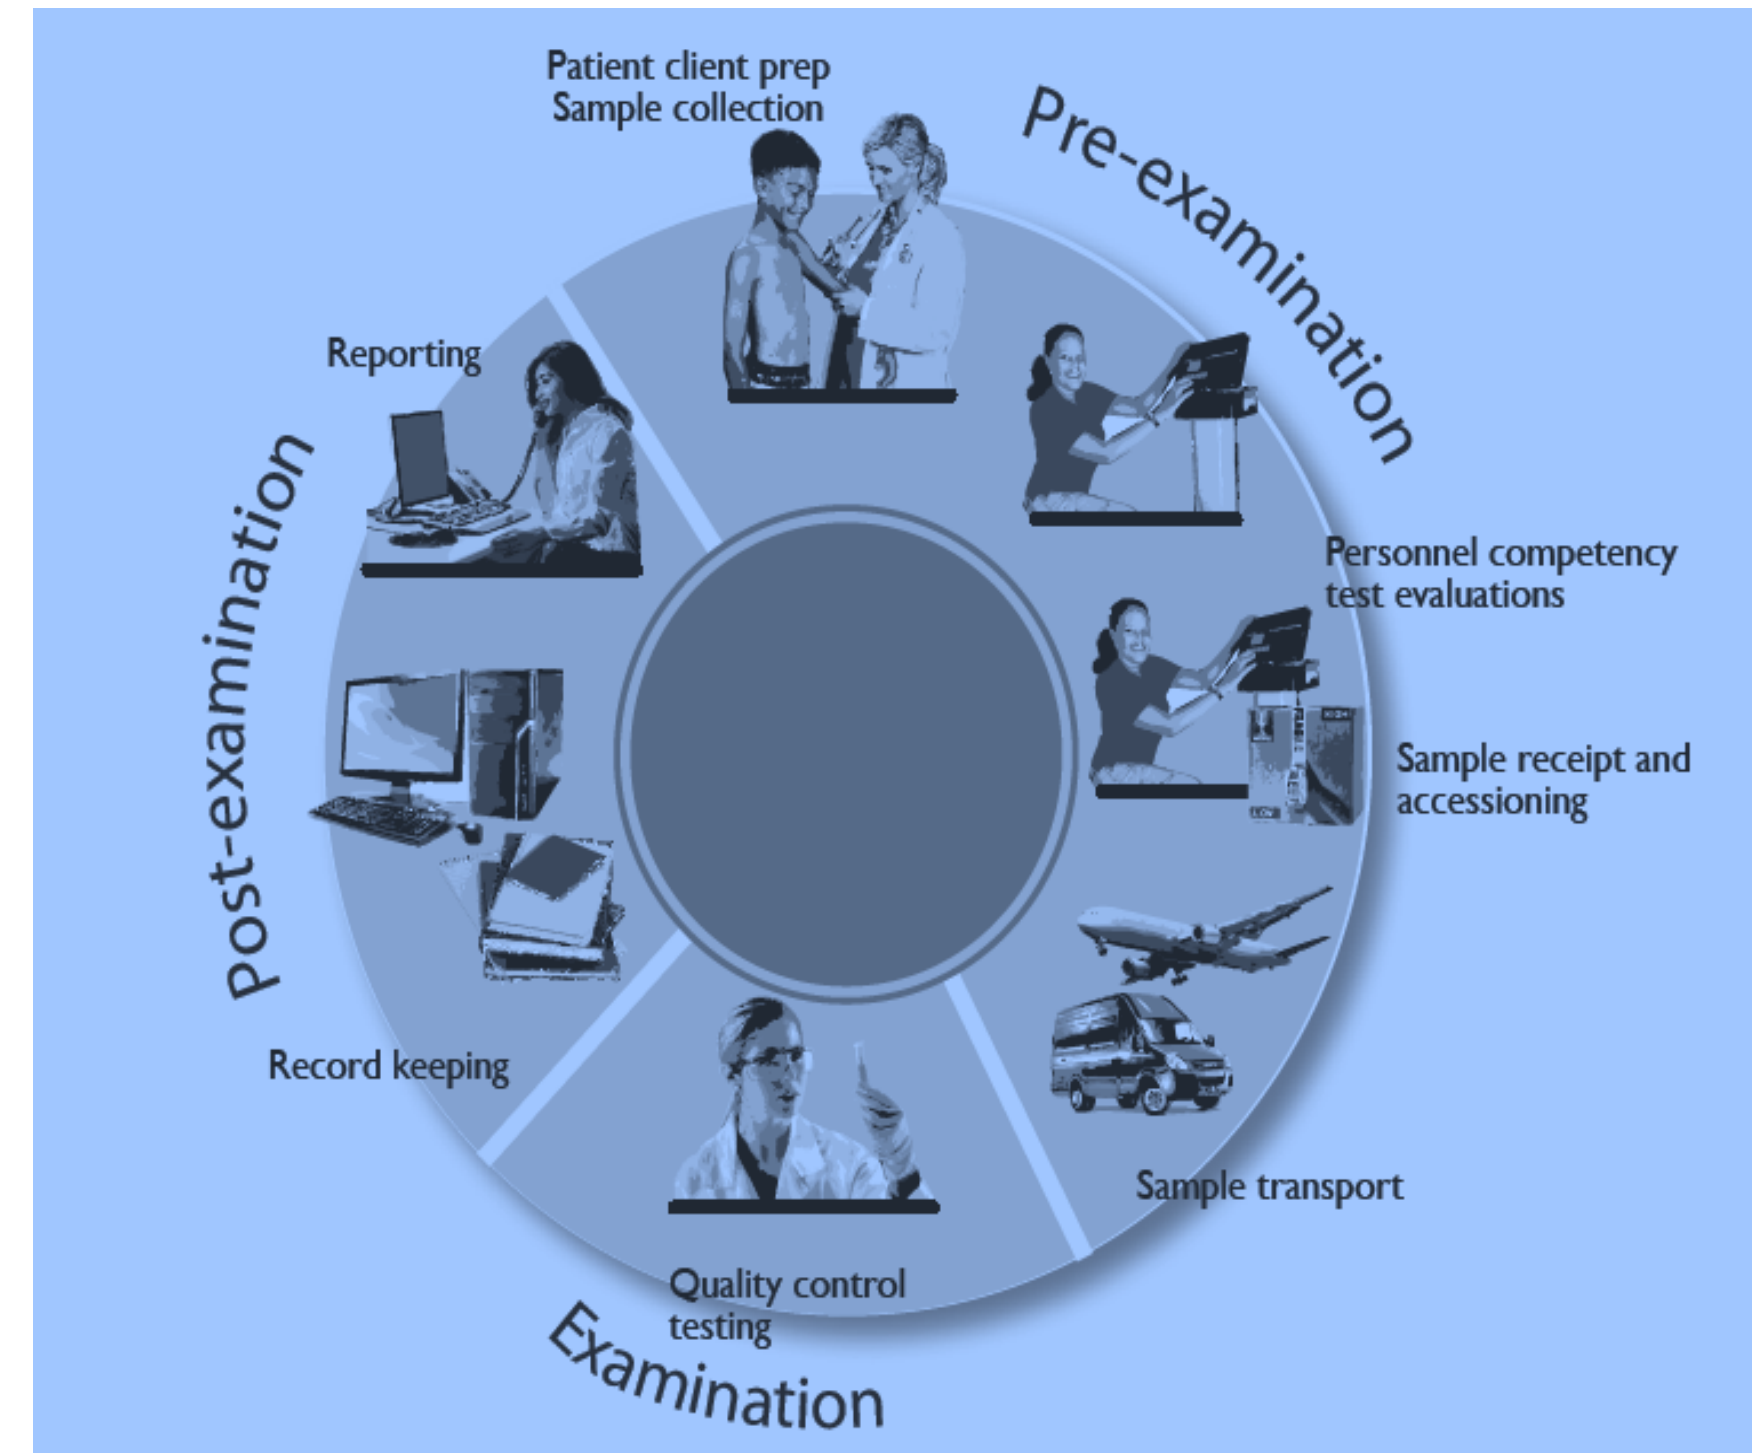 Patient client prep
Sample collection
Pre-examination
Reporting
Post-examination
Personnel competency
test evaluations
Sample receipt and
accessioning
Record keeping
Sample transport
Quality control
testing
Examination